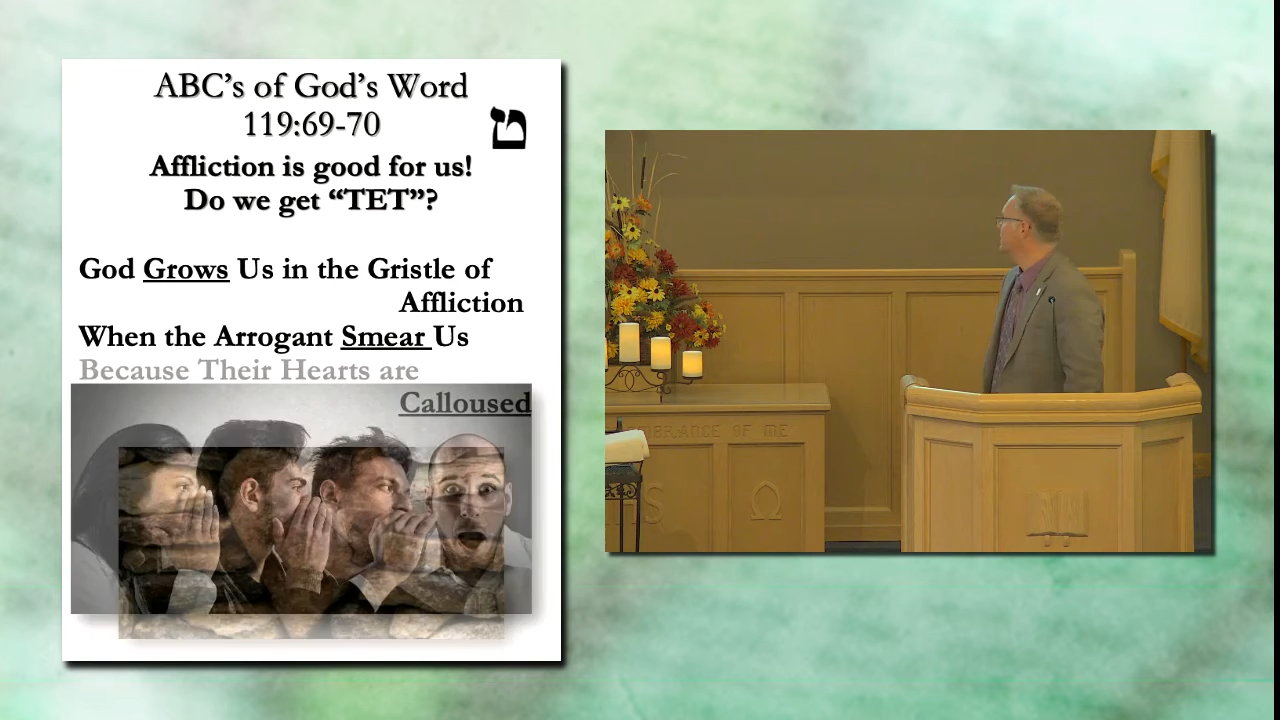 ABC’s of God’s Word
119:69-70
ט
Affliction is good for us!
Do we get “TET”?
God Grows Us in the Gristle of
Affliction
When the Arrogant Smear Us
Because Their Hearts are
Calloused
BRANCE OF ME
Ω